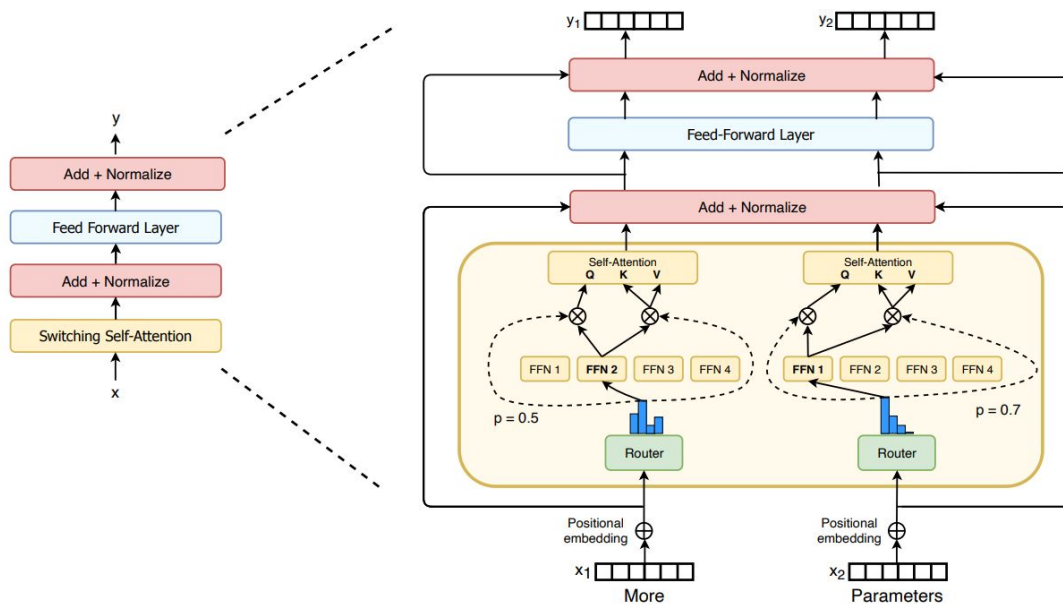 y
Add + Normalize
Feed Forward Layer
Add + Normalize
Switching Self-Attention
x
y1 y2
Add + Normalize
Feed-Forward Layer
Add + Normalize
Self-Attention Self-Attention
Q K V Q K V
FFN 1 FFN 2 FFN 3 FFN 4 FFN 1 FFN 2 FFN 3 FFN 4
p = 0.5 p = 0.7
Router Router
Positional embedding Positional embedding
x1 x2
More Parameters